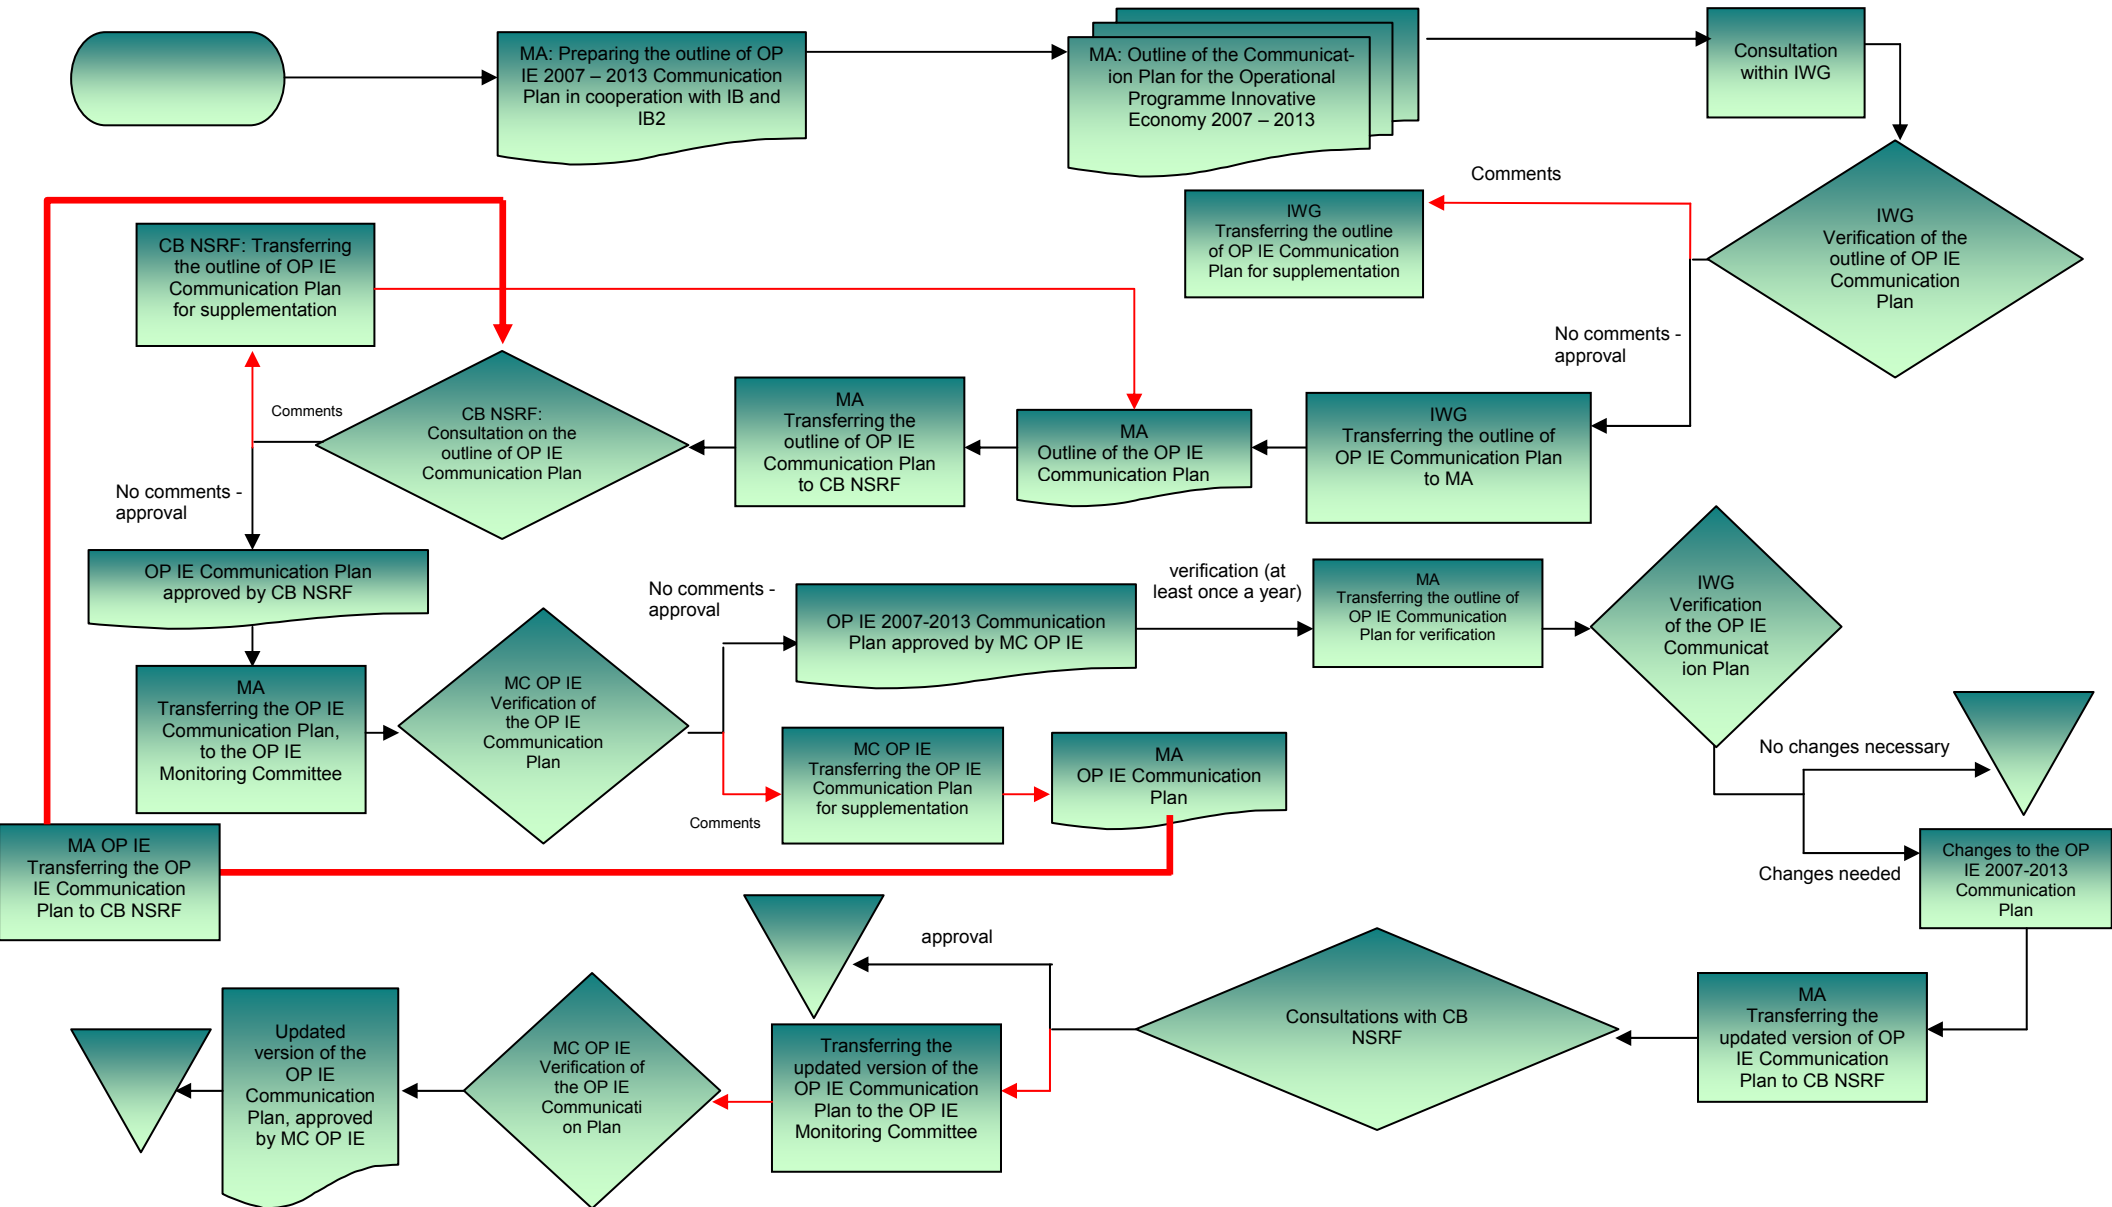 MA: Preparing the outline of OP
IE 2007 – 2013 Communication
Plan in cooperation with IB and
IB2
MA: Outline of the Communicat-
ion Plan for the Operational
Programme Innovative
Economy 2007 – 2013
Consultation
within IWG
Comments
IWG
Transferring the outline
of OP IE Communication
Plan for supplementation
IWG
Verification of the
outline of OP IE
Communication
Plan
CB NSRF: Transferring
the outline of OP IE
Communication Plan
for supplementation
No comments -
approval
Comments
CB NSRF:
Consultation on the
outline of OP IE
Communication Plan
MA
Transferring the
outline of OP IE
Communication Plan
to CB NSRF
MA
Outline of the OP IE
Communication Plan
IWG
Transferring the outline of
OP IE Communication Plan
to MA
No comments -
approval
OP IE Communication Plan
approved by CB NSRF
No comments -
approval
OP IE 2007-2013 Communication
Plan approved by MC OP IE
verification (at
least once a year)
MA
Transferring the outline of
OP IE Communication
Plan for verification
IWG
Verification
of the OP IE
Communicat
ion Plan
MA
Transferring the OP IE
Communication Plan,
to the OP IE
Monitoring Committee
MC OP IE
Verification of
the OP IE
Communication
Plan
Comments
MC OP IE
Transferring the OP IE
Communication Plan
for supplementation
MA
OP IE Communication
Plan
No changes necessary
Changes needed
Changes to the OP
IE 2007-2013
Communication
Plan
MA OP IE
Transferring the OP
IE Communication
Plan to CB NSRF
approval
Updated
version of the
OP IE
Communication
Plan, approved
by MC OP IE
MC OP IE
Verification of
the OP IE
Communicati
on Plan
Transferring the
updated version of the
OP IE Communication
Plan to the OP IE
Monitoring Committee
Consultations with CB
NSRF
MA
Transferring the
updated version of OP
IE Communication
Plan to CB NSRF